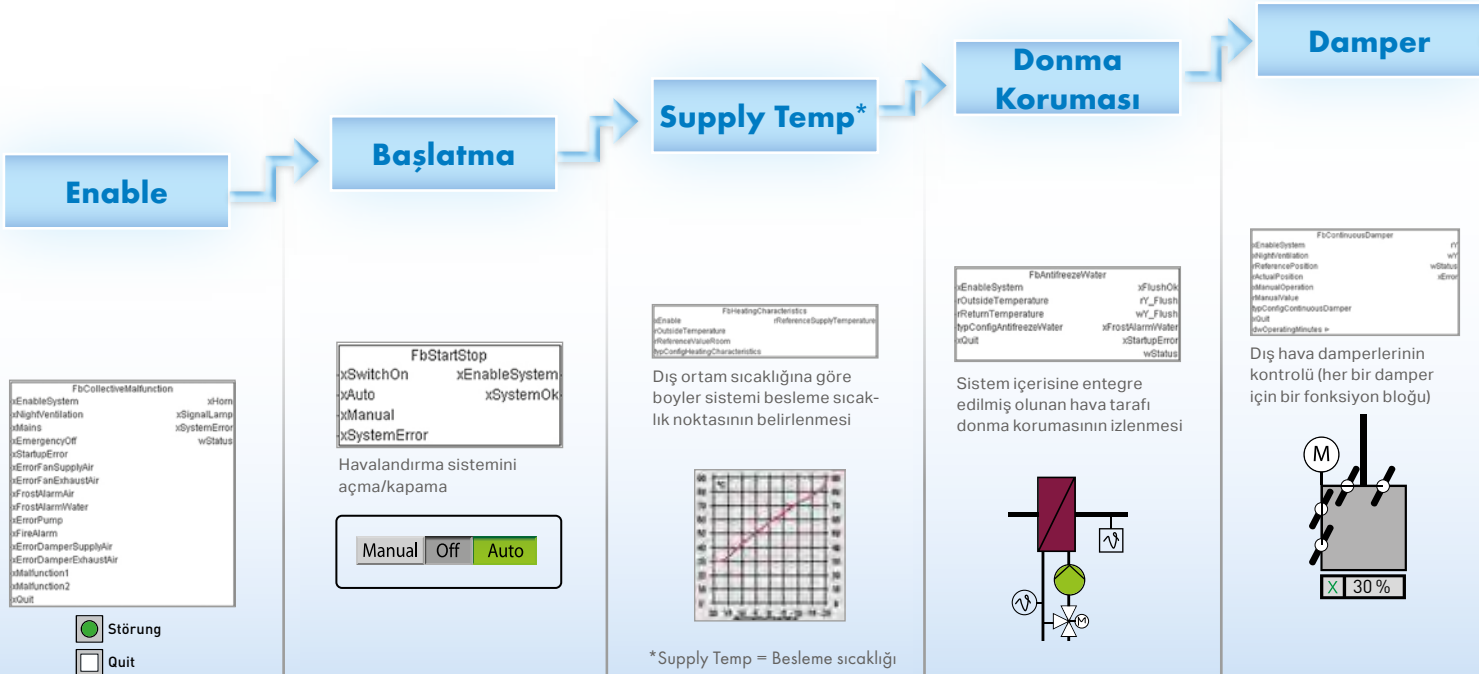 Enable
Başlatma
Supply Temp*
Donma
Koruması
Damper
FbCollectiveMalfunction
xEnableSystem xHorn
xNightVentilation xSignalLamp
xMains xSystemError
xEmergencyOff wStatus
xStartupError
xErrorFanSupplyAir
xErrorFanExhaustAir
xFrostAlarmAir
xFrostAlarmWater
xErrorPump
xFireAlarm
xErrorDamperSupplyAir
xErrorDamperExhaustAir
xMalfunction1
xMalfunction2
xQuit
Störung
Quit
FbStartStop
xSwitchOn xEnableSystem
xAuto xSystemOk
xManual
xSystemError
Havalandırma sistemini
açma/kapama
Manual Off Auto
FbHeatingCharacteristics
xEnable rReferenceSupplyTemperature
rOutsideTemperature
rReferenceValueRoom
typConfigHeatingCharacteristics
Dış ortam sıcaklığına göre
boyler sistemi besleme sıcak-
lık noktasının belirlenmesi
°C
*Supply Temp = Besleme sıcaklığı
FbAntifreezeWater
xEnableSystem xFlushOk
rOutsideTemperature rY_Flush
rReturnTemperature wY_Flush
typConfigAntifreezeWater xFrostAlarmWater
xQuit xStartupError
wStatus
Sistem içerisine entegre
edilmiş olunan hava tarafı
donma korumasının izlenmesi
ϑ
ϑ
M
FbContinuousDamper
xEnableSystem rY
xNightVentilation wY
rReferencePosition wStatus
rActualPosition xError
xManualOperation
rManualValue
typConfigContinuousDamper
xQuit
dwOperatingMinutes
Dış hava damperlerinin
kontrolü (her bir damper
için bir fonksiyon bloğu)
M
X 30 %